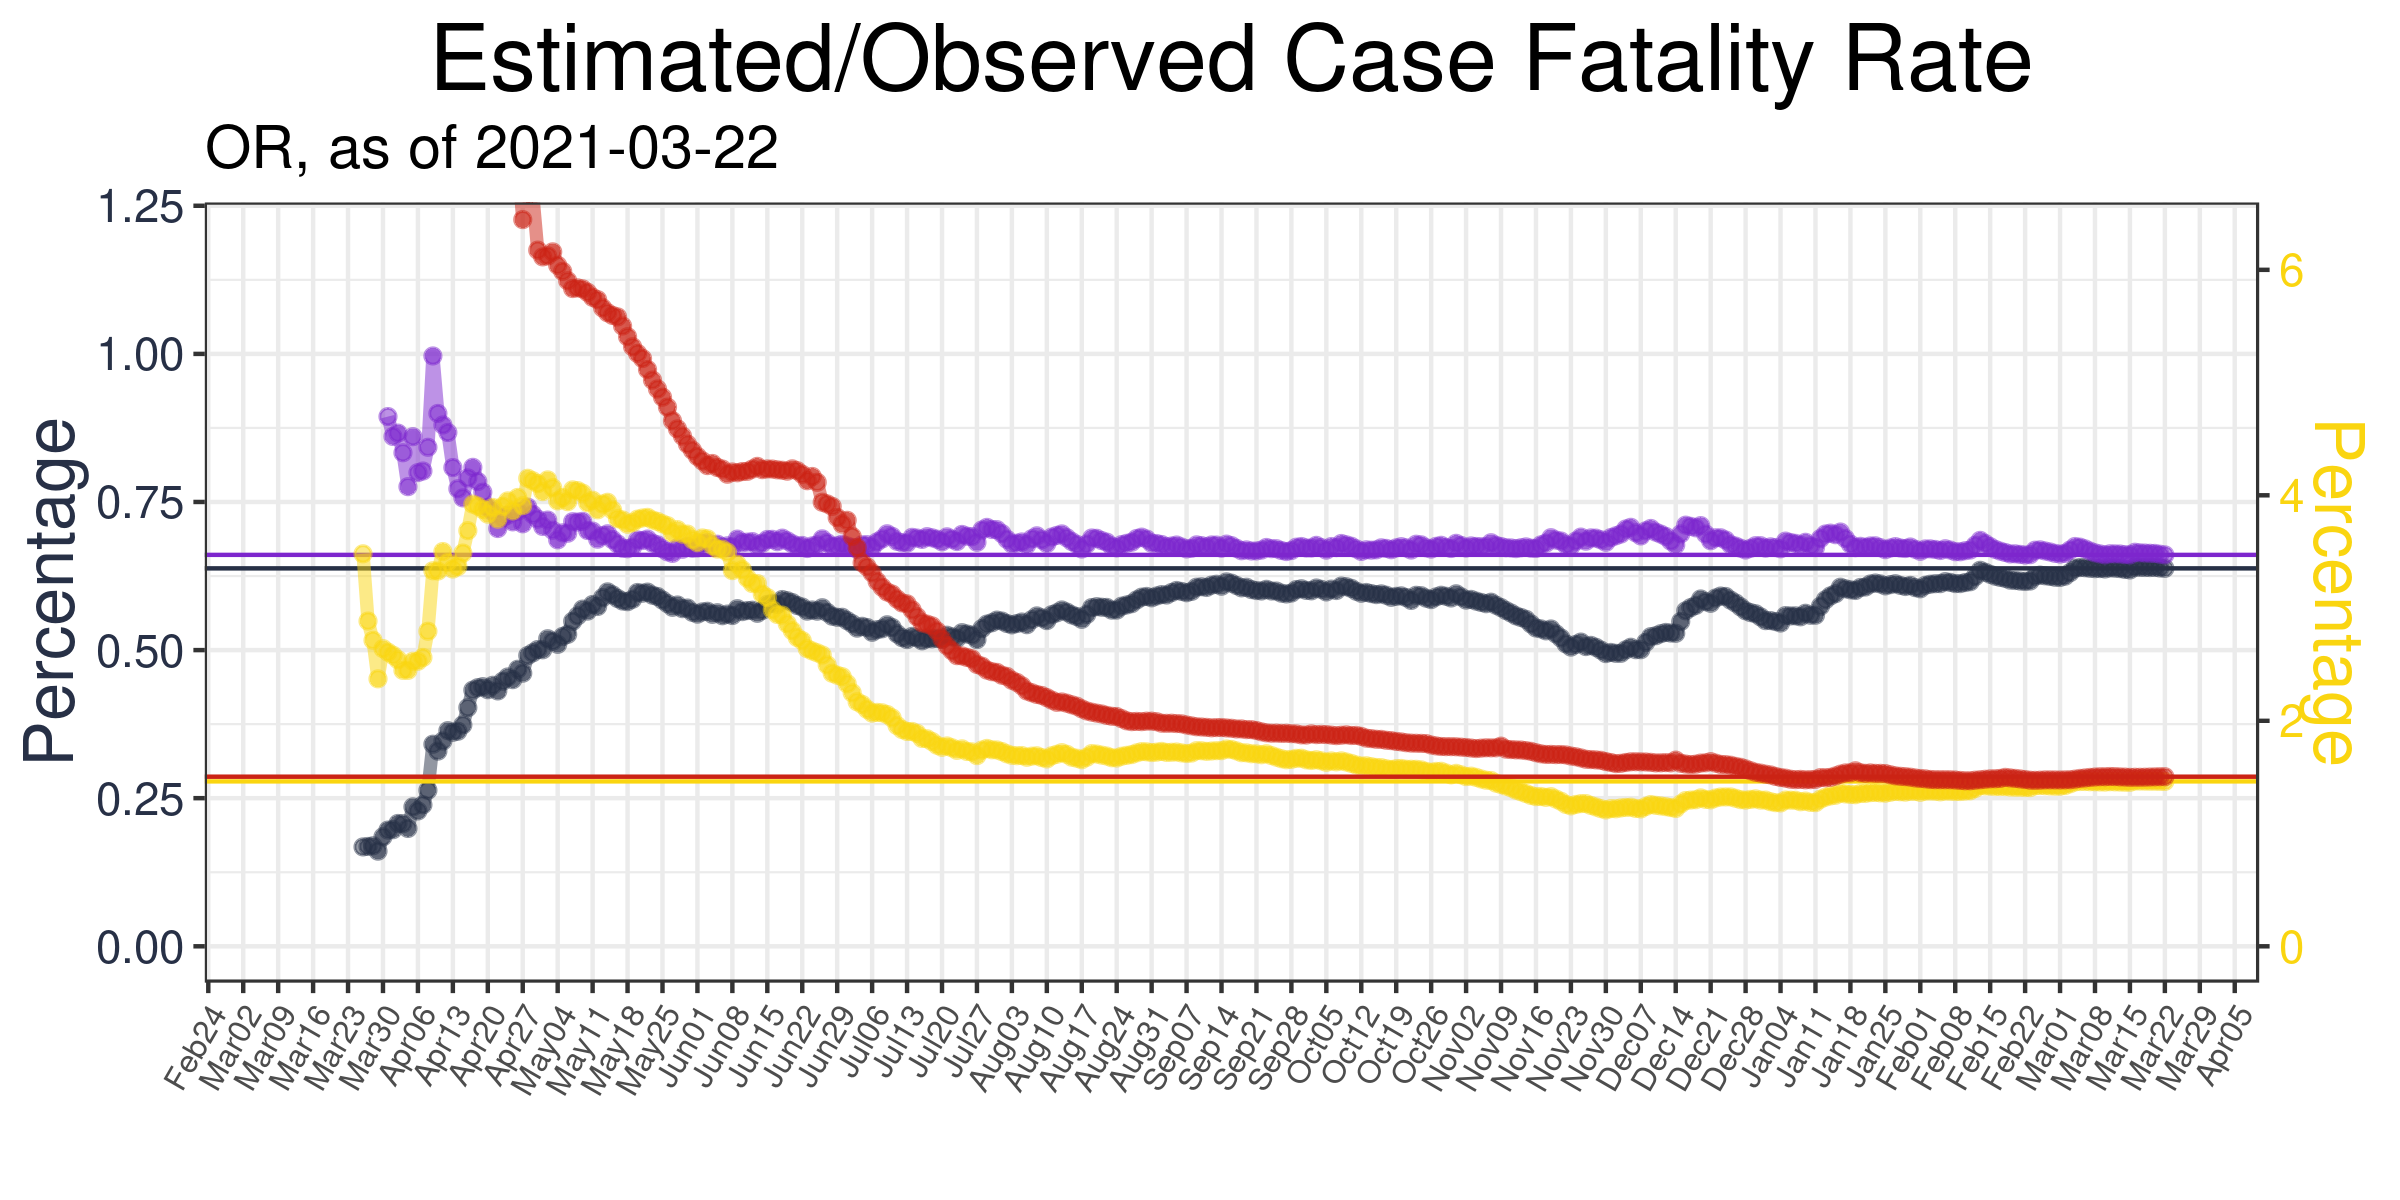 Estimated/Observed Case Fatality Rate
OR, as of 2021-03-22
Percentage
1.25
1.00
0.75
0.50
0.25
0.00
6
4
2
0
Percentage
Feb24
Mar02
Mar09
Mar16
Mar23
Mar30
Apr06
Apr13
Apr20
Apr27
May04
May11
May18
May25
Jun01
Jun08
Jun15
Jun22
Jun29
Jul06
Jul13
Jul20
Jul27
Aug03
Aug10
Aug17
Aug24
Aug31
Sep07
Sep14
Sep21
Sep28
Oct05
Oct12
Oct19
Oct26
Nov02
Nov09
Nov16
Nov23
Nov30
Dec07
Dec14
Dec21
Dec28
Jan04
Jan11
Jan18
Jan25
Feb01
Feb08
Feb15
Feb22
Mar01
Mar08
Mar15
Mar22
Mar29
Apr05